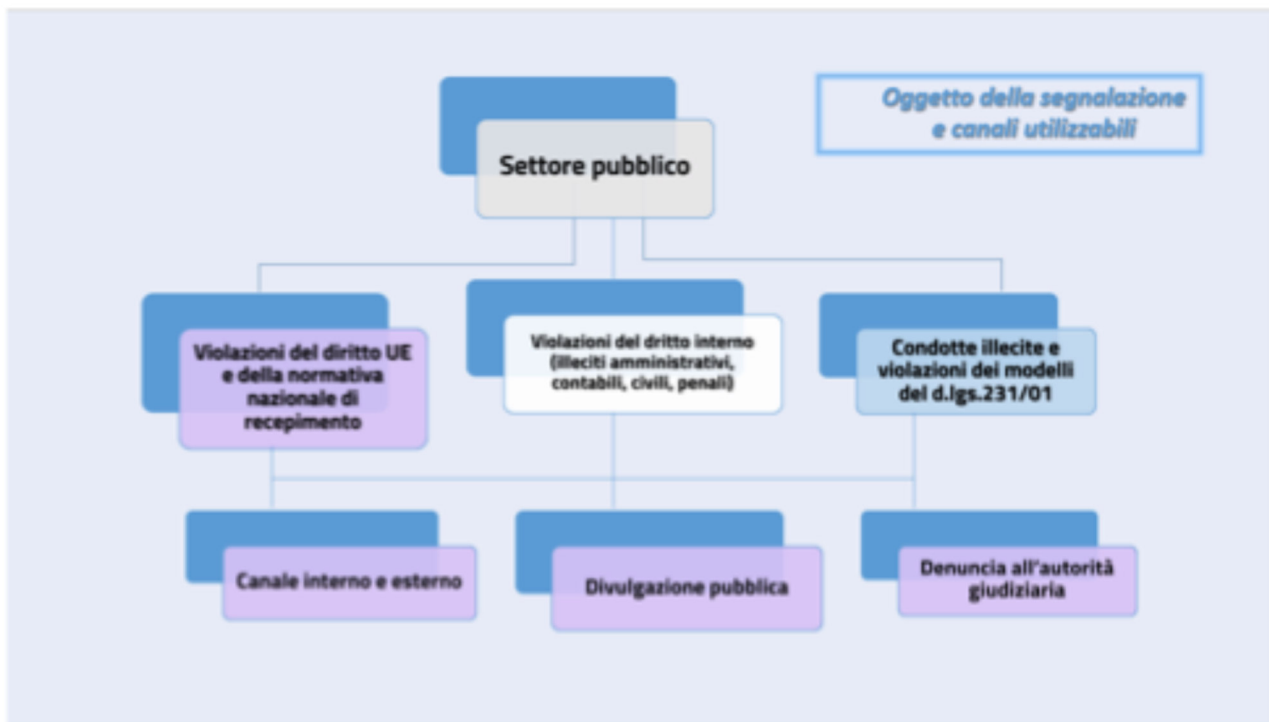 Oggetto della segnalazione
e canali utilizzabili
Settore pubblico
Violazioni del diritto UE
e della normativa
nazionale di
recepimento
Violazioni del dritto interno
(illeciti amministrativi,
contabili, civili, penali)
Condotte illecite e
violazioni dei modelli
del d.lgs.231/01
Canale interno e esterno
Divulgazione pubblica
Denuncia all'autorità
giudiziaria